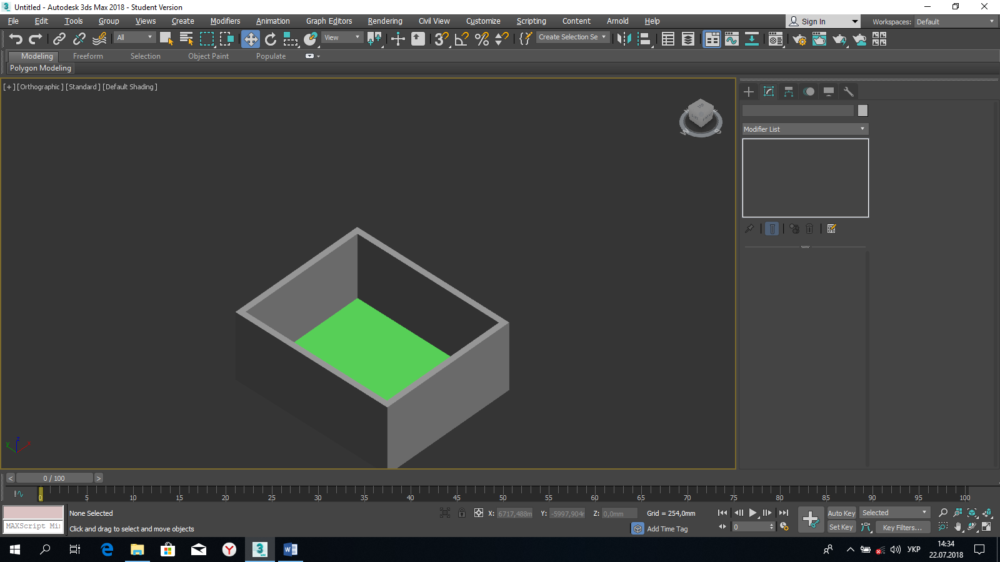 Untitled - Autodesk 3ds Max 2018 - Student Version
File Edit Tools Group Views Create Modifiers Animation Graph Editors Rendering Civil View Customize Scripting Content Arnold Help
Sign In
Workspaces: Default
All
View
Create Selection Se
Modeling Freeform Selection Object Paint Populate
Polygon Modeling
[+] [Orthographic] [Standard] [Default Shading]
Modifier List
z
y
< 0 / 100 >
0 5 10 15 20 25 30 35 40 45 50 55 60 65 70 75 80 85 90 95 100
None Selected
X: 6717,488m Y: -5997,904r Z: 0,0mm Grid = 254,0mm
Auto Key Selected
MAXScript Mi
Click and drag to select and move objects
Add Time Tag
0
Set Key Key Filters...
УКР
14:34
22.07.2018